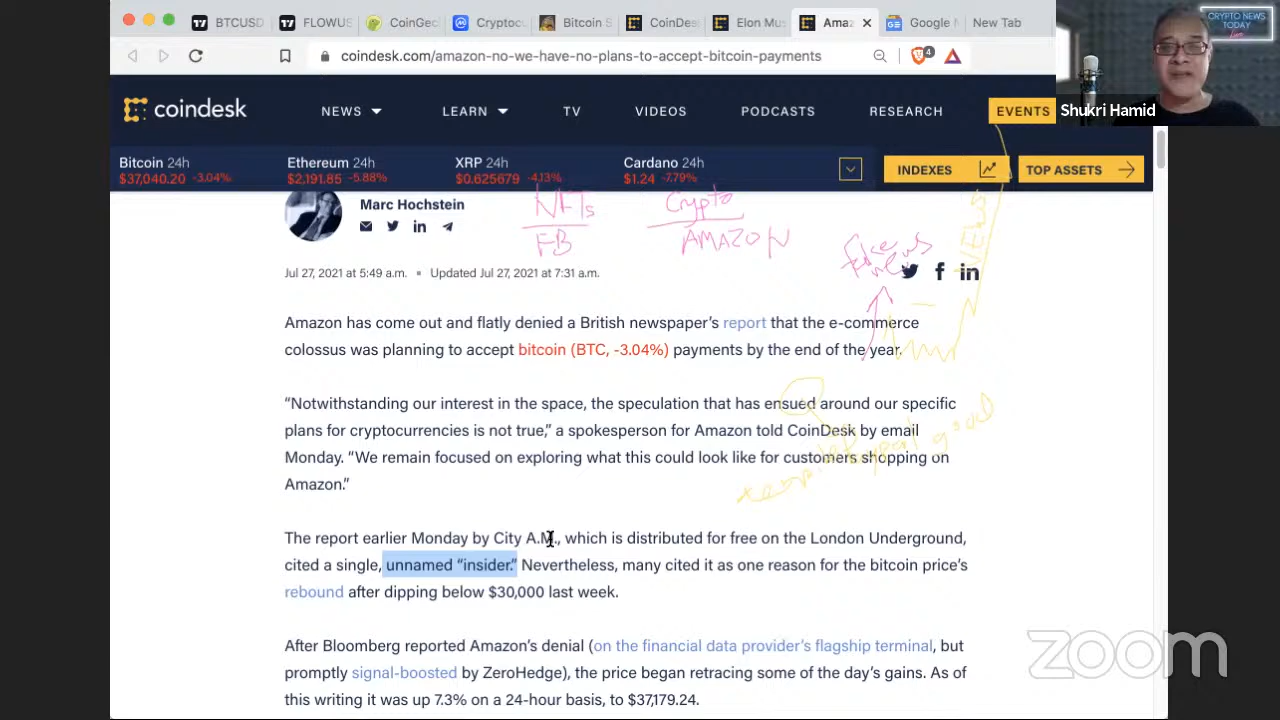 BTCUSD
FLOWUS
CoinGec
Cryptocu
Bitcoin S
CoinDes
Elon Mus
Amaz
Google N
New Tab
coindesk.com/amazon-no-we-have-no-plans-to-accept-bitcoin-payments
4
CRYPTO NEWS
TODAY
Live
Shukri Hamid
coindesk
NEWS
LEARN
TV
VIDEOS
PODCASTS
RESEARCH
EVENTS
Bitcoin 24h
$37,040.20 -3.04%
Ethereum 24h
$2,191.85 -5.88%
XRP 24h
$0.625679 -4.13%
Cardano 24h
$1.24 -7.79%
INDEXES
TOP ASSETS
Marc Hochstein
NFTs
FB
Crypto
AMAZON
fake
news
NEWS
Jul 27, 2021 at 5:49 a.m. • Updated Jul 27, 2021 at 7:31 a.m.
Amazon has come out and flatly denied a British newspaper's report that the e-commerce
colossus was planning to accept bitcoin (BTC, -3.04%) payments by the end of the year.
“Notwithstanding our interest in the space, the speculation that has ensued around our specific
plans for cryptocurrencies is not true,” a spokesperson for Amazon told CoinDesk by email
Monday. “We remain focused on exploring what this could look like for customers shopping on
Amazon.”
The report earlier Monday by City A.M., which is distributed for free on the London Underground,
cited a single, unnamed “insider.” Nevertheless, many cited it as one reason for the bitcoin price's
rebound after dipping below $30,000 last week.
After Bloomberg reported Amazon's denial (on the financial data provider's flagship terminal, but
promptly signal-boosted by ZeroHedge), the price began retracing some of the day's gains. As of
this writing it was up 7.3% on a 24-hour basis, to $37,179.24.
zoom